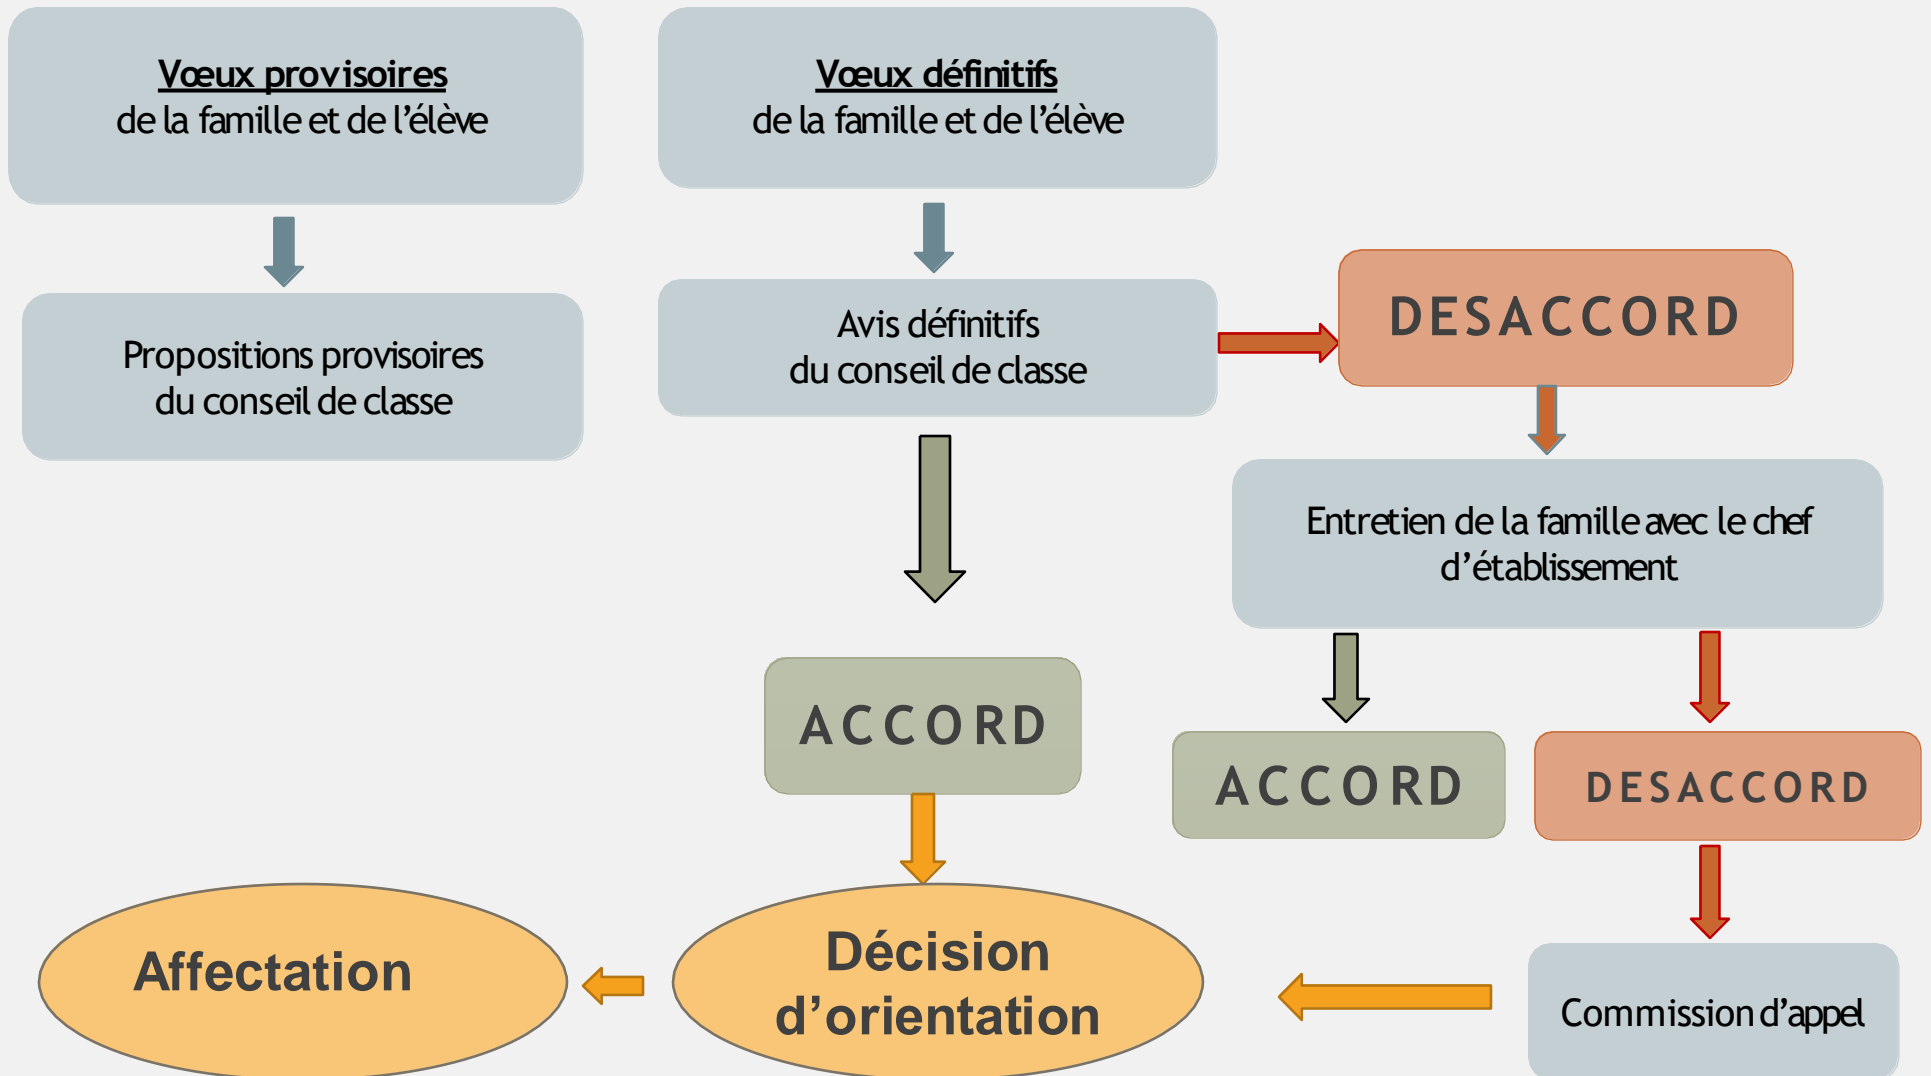 Vœux provisoires
de la famille et de l'élève
Propositions provisoires
du conseil de classe
Vœux définitifs
de la famille et de l'élève
Avis définitifs
du conseil de classe
DESACCORD
Entretien de la famille avec le chef
d'établissement
ACCORD
ACCORD
DESACCORD
Commission d'appel
Décision
d'orientation
Affectation